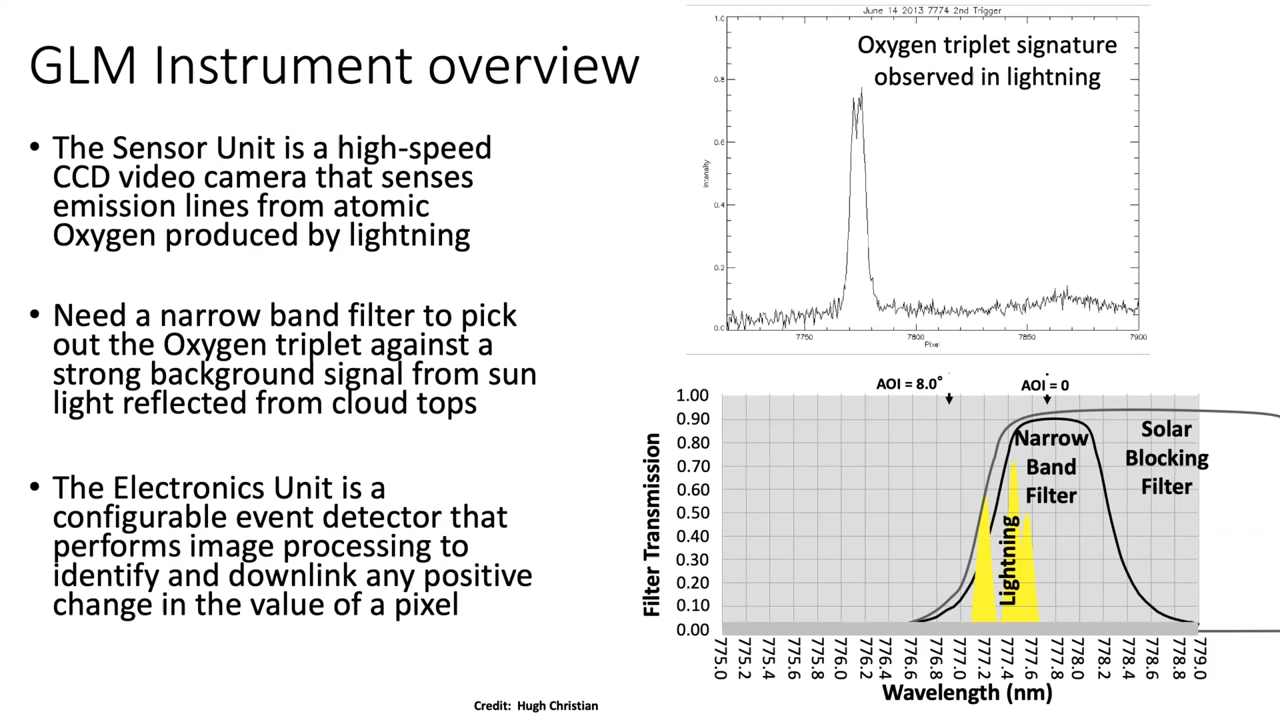 GLM Instrument overview
• The Sensor Unit is a high-speed
CCD video camera that senses
emission lines from atomic
Oxygen produced by lightning
• Need a narrow band filter to pick
out the Oxygen triplet against a
strong background signal from sun
light reflected from cloud tops
• The Electronics Unit is a
configurable event detector that
performs image processing to
identify and downlink any positive
change in the value of a pixel
Credit: Hugh Christian
June 14 2013 7774 2nd Trigger
Oxygen triplet signature
observed in lightning
Intensity
1.0
0.8
0.6
0.4
0.2
0.0
7750 7800 7850 7900
Pixel
AOI = 8.0° AOI = 0
Filter Transmission
1.00
0.90
0.80
0.70
0.60
0.50
0.40
0.30
0.20
0.10
0.00
Narrow
Band
Filter
Solar
Blocking
Filter
Lightning
775.0 775.2 775.4 775.6 775.8 776.0 776.2 776.4 776.6 776.8 777.0 777.2 777.4 777.6 777.8 778.0 778.2 778.4 778.6 778.8 779.0
Wavelength (nm)